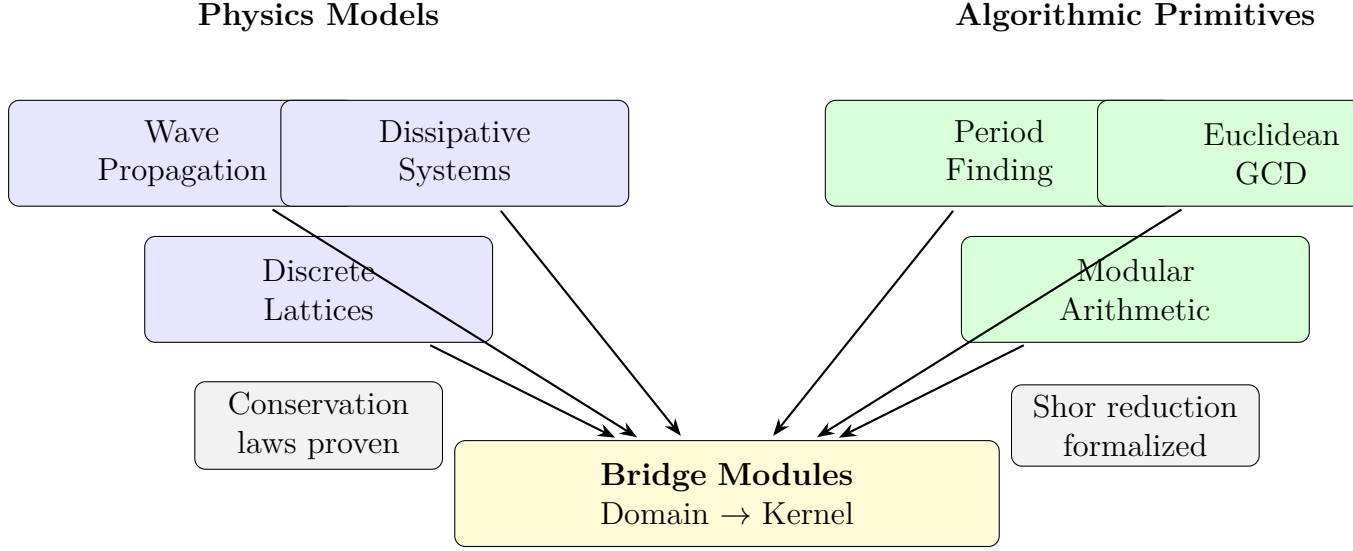 Physics Models
Algorithmic Primitives
Wave
Propagation
Dissipative
Systems
Period
Finding
Euclidean
GCD
Discrete
Lattices
Modular
Arithmetic
Conservation
laws proven
Shor reduction
formalized
Bridge Modules
Domain → Kernel